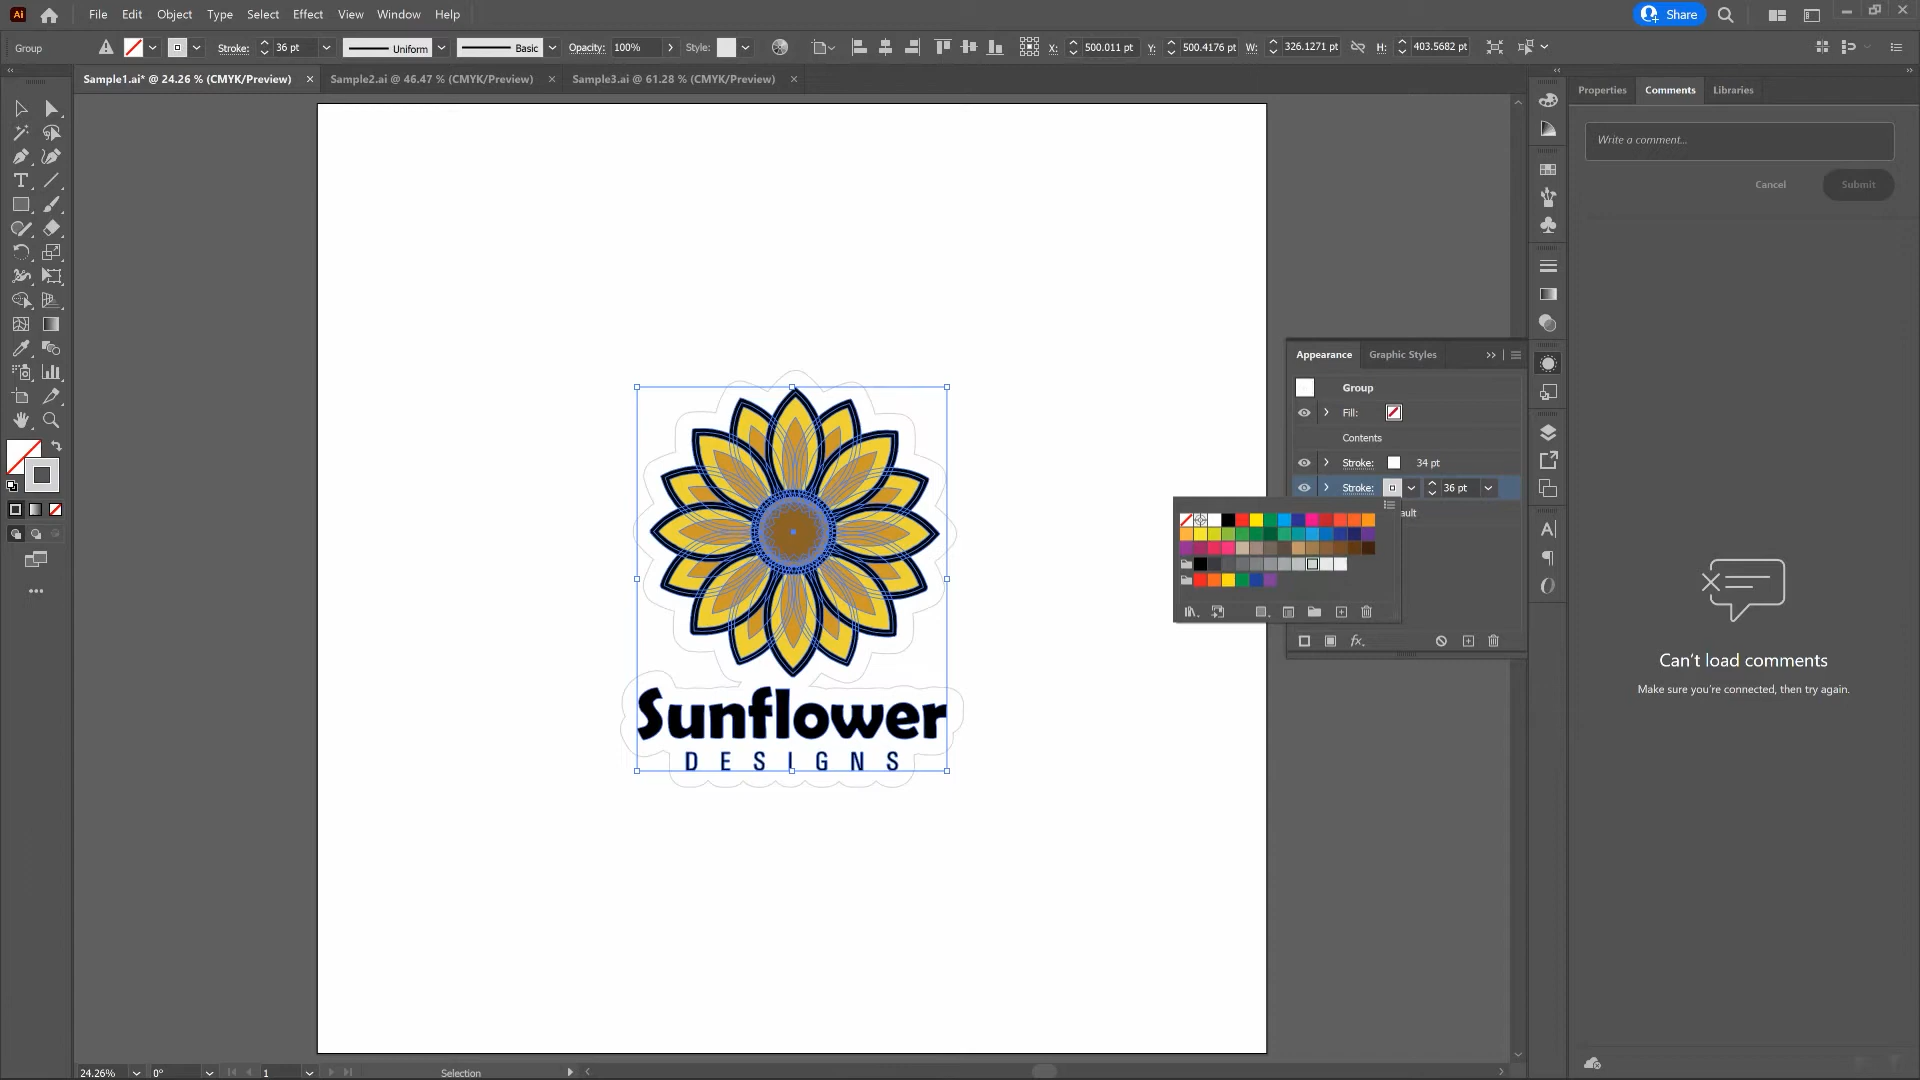 File Edit Object Type Select Effect View Window Help
Share
Group
Stroke: 36 pt Uniform Basic Opacity: 100% Style: X: 500.011 pt Y: 500.4176 pt W: 326.1271 pt H: 403.5682 pt
Sample1.ai* @ 24.26 % (CMYK/Preview) × Sample2.ai @ 46.47 % (CMYK/Preview) × Sample3.ai @ 61.28 % (CMYK/Preview) ×
Properties Comments Libraries
Write a comment...
Cancel Submit
Appearance Graphic Styles
Group
Fill:
Contents
Stroke: 34 pt
Stroke: 36 pt
ault
Sunflower
DESIGNS
Can't load comments
Make sure you're connected, then try again.
24.26% 0° 1 Selection